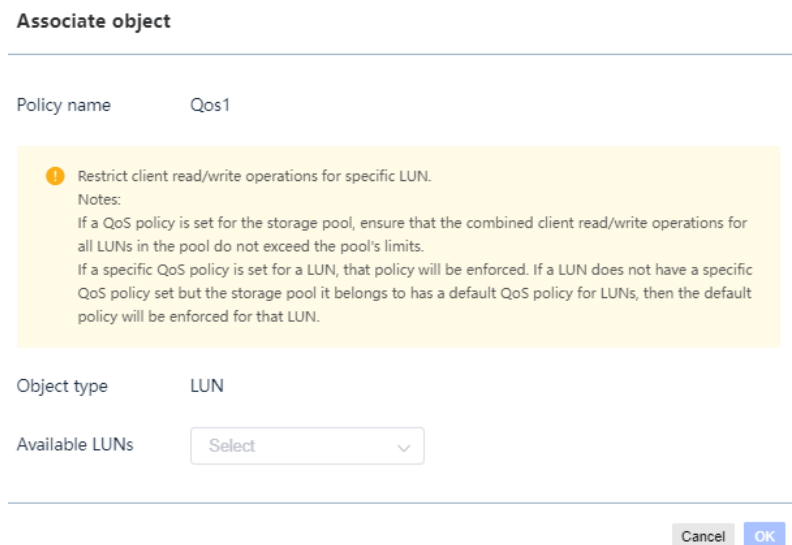 Associate object
Policy name Qos1
Restrict client read/write operations for specific LUN.
Notes:
If a QoS policy is set for the storage pool, ensure that the combined client read/write operations for
all LUNs in the pool do not exceed the pool's limits.
If a specific QoS policy is set for a LUN, that policy will be enforced. If a LUN does not have a specific
QoS policy set but the storage pool it belongs to has a default QoS policy for LUNs, then the default
policy will be enforced for that LUN.
Object type LUN
Available LUNs Select
Cancel OK